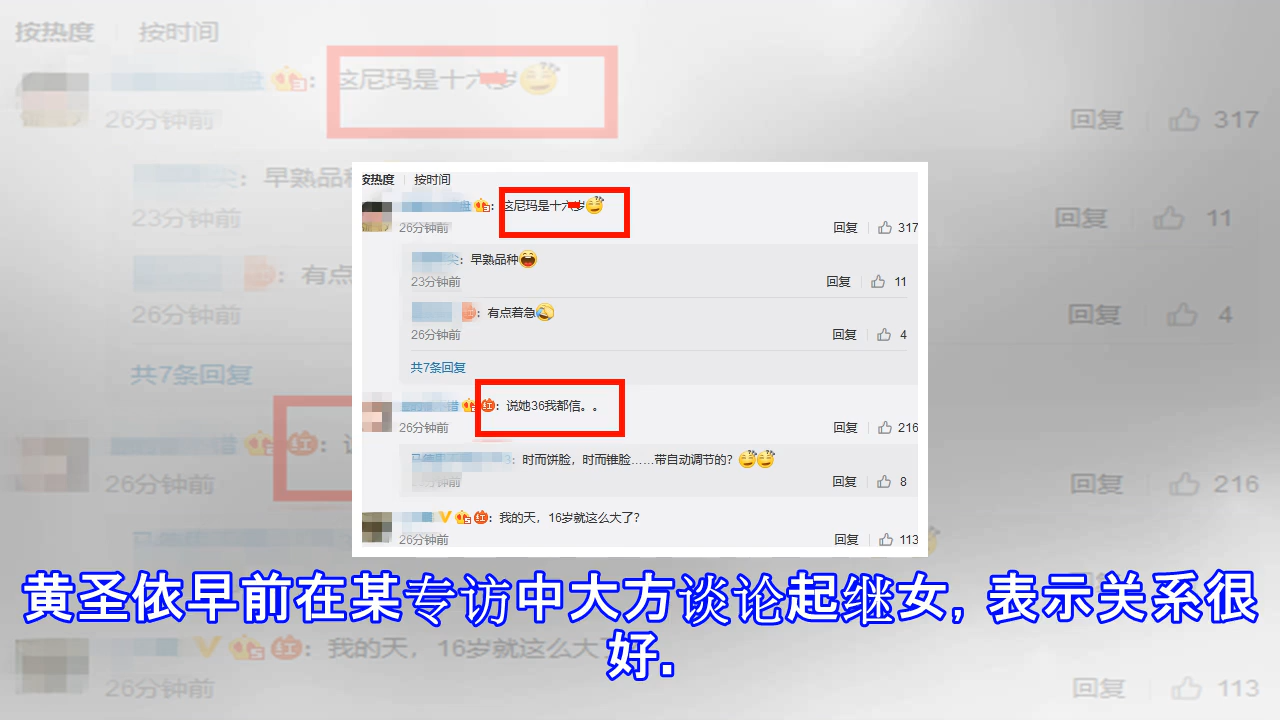 按热度 按时间
这尼玛是十六岁
26分钟前 回复 317
早熟品种
23分钟前 回复 11
有点着急
26分钟前 回复 4
共7条回复
说她36我都信。。
26分钟前 回复 216
时而饼脸，时而锥脸……带自动调节的？
回复 8
我的天，16岁就这么大了？
26分钟前 回复 113
黄圣依早前在某专访中大方谈论起继女, 表示关系很
好.